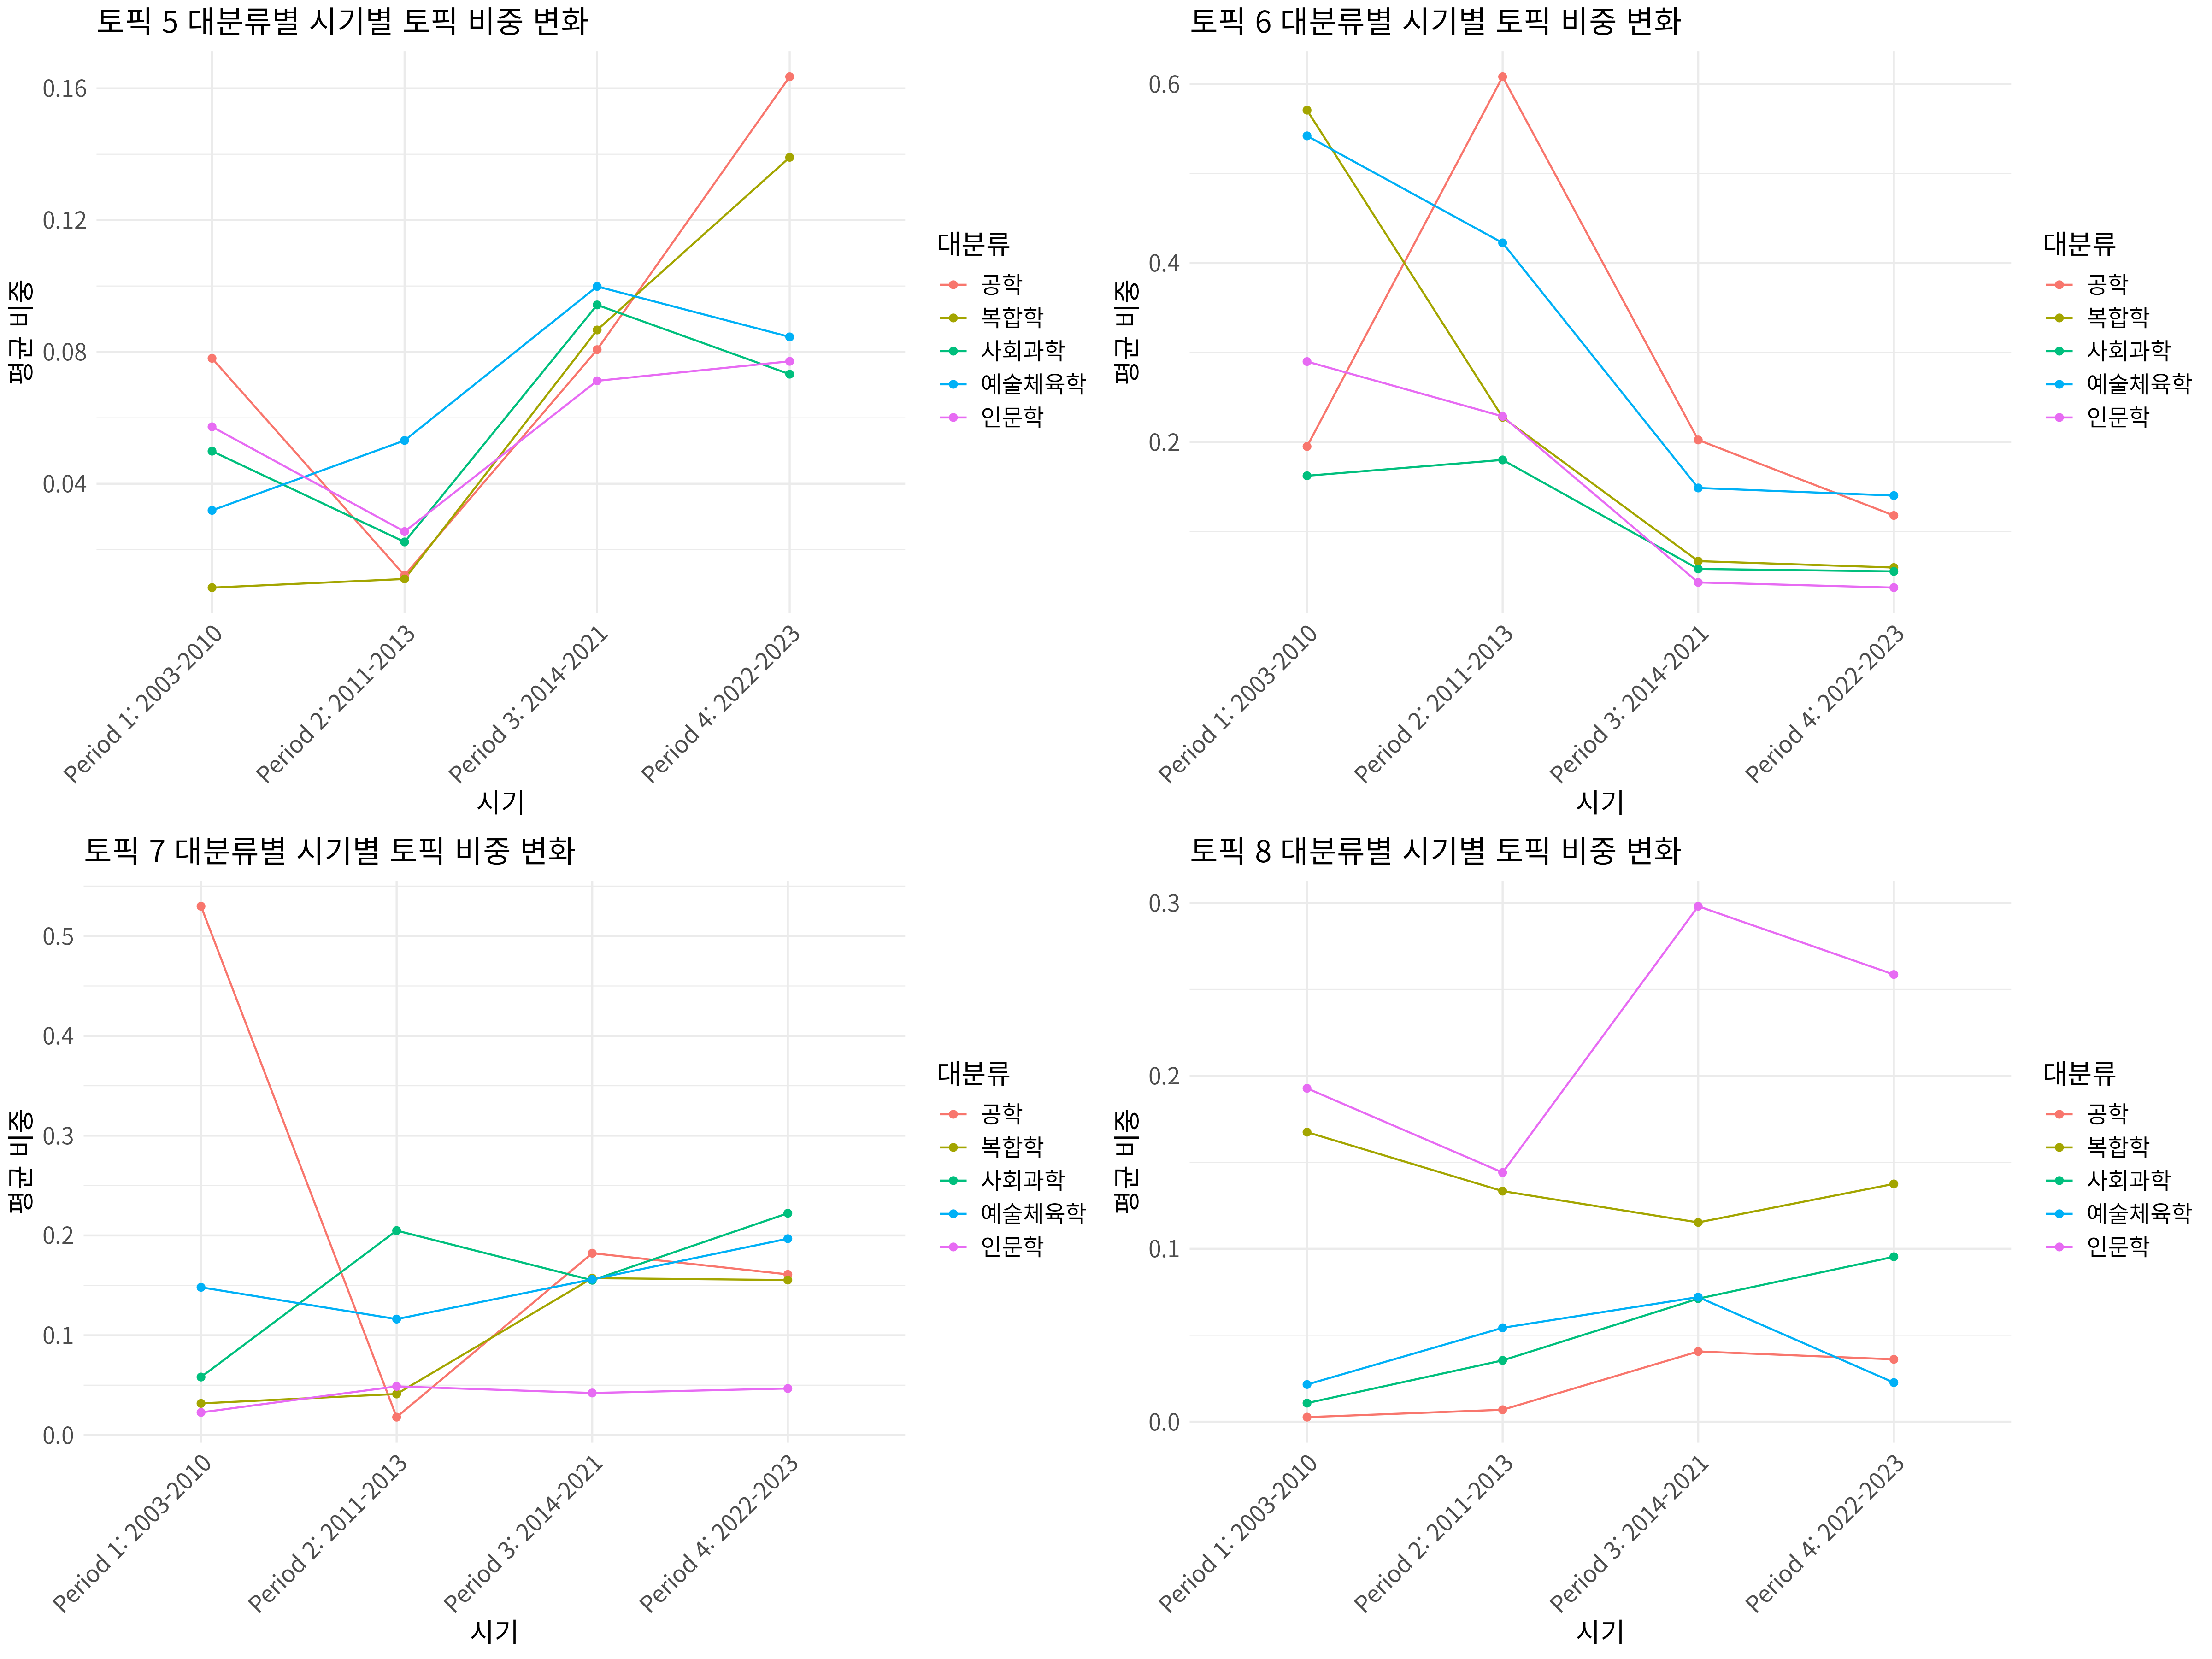 토픽 5 대분류별 시기별 토픽 비중 변화
평균 비중
0.16
0.12
0.08
0.04
Period 1: 2003-2010
Period 2: 2011-2013
Period 3: 2014-2021
Period 4: 2022-2023
시기
대분류
공학
복합학
사회과학
예술체육학
인문학
토픽 6 대분류별 시기별 토픽 비중 변화
평균 비중
0.6
0.4
0.2
Period 1: 2003-2010
Period 2: 2011-2013
Period 3: 2014-2021
Period 4: 2022-2023
시기
대분류
공학
복합학
사회과학
예술체육학
인문학
토픽 7 대분류별 시기별 토픽 비중 변화
평균 비중
0.5
0.4
0.3
0.2
0.1
0.0
Period 1: 2003-2010
Period 2: 2011-2013
Period 3: 2014-2021
Period 4: 2022-2023
시기
대분류
공학
복합학
사회과학
예술체육학
인문학
토픽 8 대분류별 시기별 토픽 비중 변화
평균 비중
0.3
0.2
0.1
0.0
Period 1: 2003-2010
Period 2: 2011-2013
Period 3: 2014-2021
Period 4: 2022-2023
시기
대분류
공학
복합학
사회과학
예술체육학
인문학